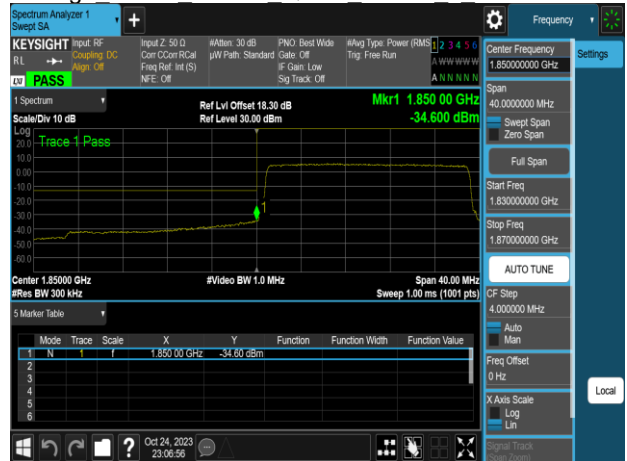 Spectrum Analyzer 1
Swept SA
+
Frequency
KEYSIGHT
Input: RF
Coupling: DC
Align: Off
RL
LXI
PASS
Input Z: 50 Ω
Corr CCorr RCal
Freq Ref: Int (S)
NFE: Off
#Atten: 30 dB
µW Path: Standard
PNO: Best Wide
Gate: Off
IF Gain: Low
Sig Track: Off
#Avg Type: Power (RMS
Trig: Free Run
1 2 3 4 5 6
A W W W W W
A N N N N N
1 Spectrum
Scale/Div 10 dB
Ref Lvl Offset 18.30 dB
Ref Level 30.00 dBm
Mkr1 1.850 00 GHz
-34.600 dBm
Log
Trace 1 Pass
20.0
10.0
0.00
-10.0
-20.0
-30.0
-40.0
-50.0
-60.0
1
Center 1.85000 GHz
#Res BW 300 kHz
#Video BW 1.0 MHz
Span 40.00 MHz
Sweep 1.00 ms (1001 pts)
5 Marker Table
Mode Trace Scale X Y Function Function Width Function Value
1 N 1 f 1.850 00 GHz -34.60 dBm
2
3
4
5
6
Oct 24, 2023
23:06:56
?
Center Frequency
1.850000000 GHz
Settings
Span
40.0000000 MHz
Swept Span
Zero Span
Full Span
Start Freq
1.830000000 GHz
Stop Freq
1.870000000 GHz
AUTO TUNE
CF Step
4.000000 MHz
Auto
Man
Freq Offset
0 Hz
Local
X Axis Scale
Log
Lin
Signal Track
(Span Zoom)